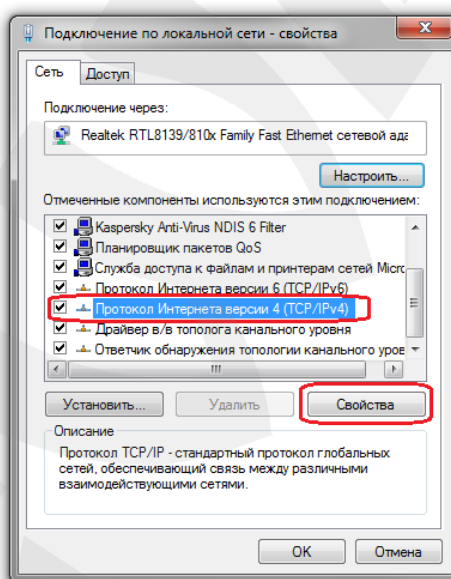 Подключение по локальной сети - свойства
Сеть Доступ
Подключение через:
Realtek RTL8139/810x Family Fast Ethernet сетевой ада
Настроить...
Отмеченные компоненты используются этим подключением:
Kaspersky Anti-Virus NDIS 6 Filter
Планировщик пакетов QoS
Служба доступа к файлам и принтерам сетей Micro
Протокол Интернета версии 6 (TCP/IPv6)
Протокол Интернета версии 4 (TCP/IPv4)
Драйвер в/в тополога канального уровня
Ответчик обнаружения топологии канального уров
Установить... Удалить Свойства
Описание
Протокол TCP/IP - стандартный протокол глобальных
сетей, обеспечивающий связь между различными
взаимодействующими сетями.
OK Отмена